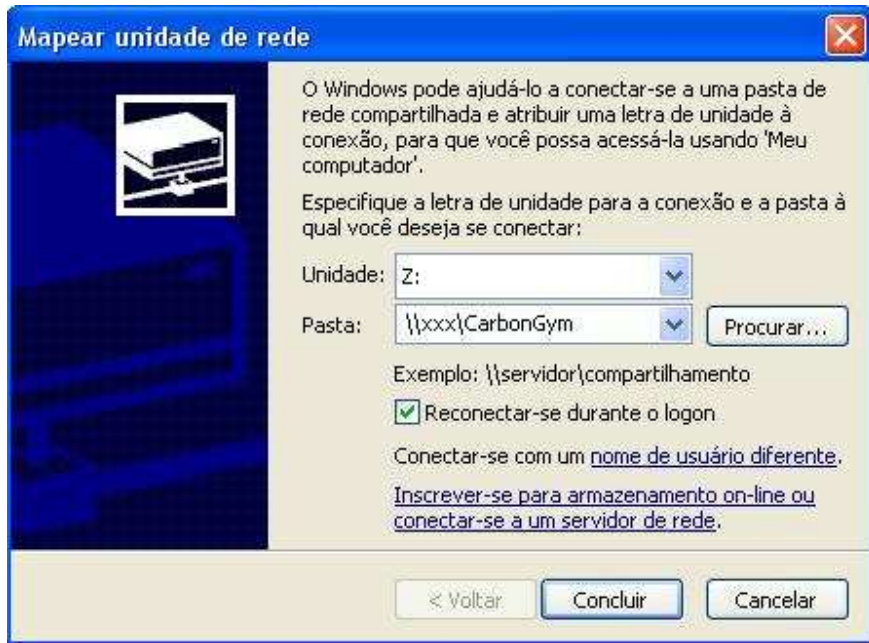 Mapear unidade de rede
O Windows pode ajudá-lo a conectar-se a uma pasta de
rede compartilhada e atribuir uma letra de unidade à
conexão, para que você possa acessá-la usando 'Meu
computador'.
Especifique a letra de unidade para a conexão e a pasta à
qual você deseja se conectar:
Unidade: Z:
Pasta: \\xxx\CarbonGym Procurar...
Exemplo: \\servidor\compartilhamento
Reconectar-se durante o logon
Conectar-se com um nome de usuário diferente.
Inscrever-se para armazenamento on-line ou
conectar-se a um servidor de rede.
< Voltar Concluir Cancelar